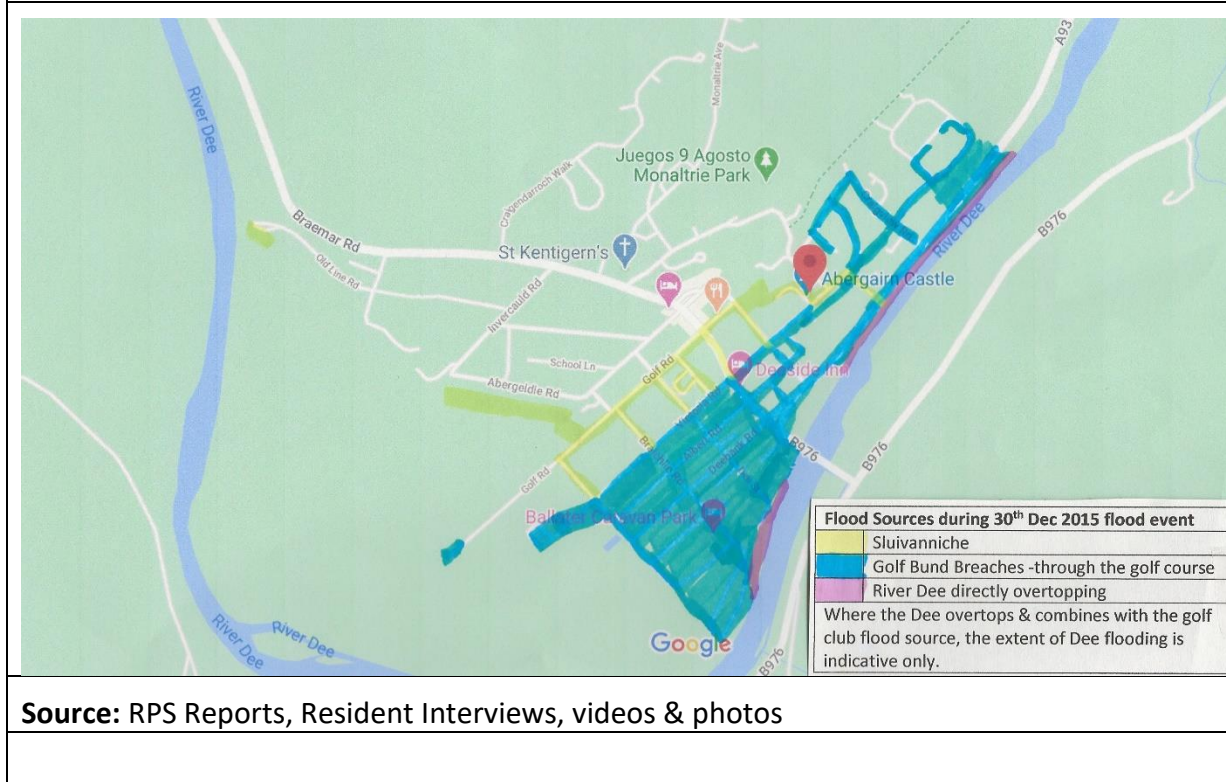 River Dee
A93
Monaltrie Ave
Juegos 9 Agosto
Monaltrie Park
Craigendarroch Walk
Braemar Rd
St Kentigern's
B976
River Dee
Old Line Rd
Abergairn Castle
Invercauld Rd
School Ln
Golf Rd
Deeside Inn
Abergeldie Rd
B976
B976
Golf Rd
Ballater Caravan Park
River Dee
River Dee
Google
B976
Flood Sources during 30th Dec 2015 flood event
Sluivanniche
Golf Bund Breaches -through the golf course
River Dee directly overtopping
Where the Dee overtops & combines with the golf
club flood source, the extent of Dee flooding is
indicative only.
Source: RPS Reports, Resident Interviews, videos & photos